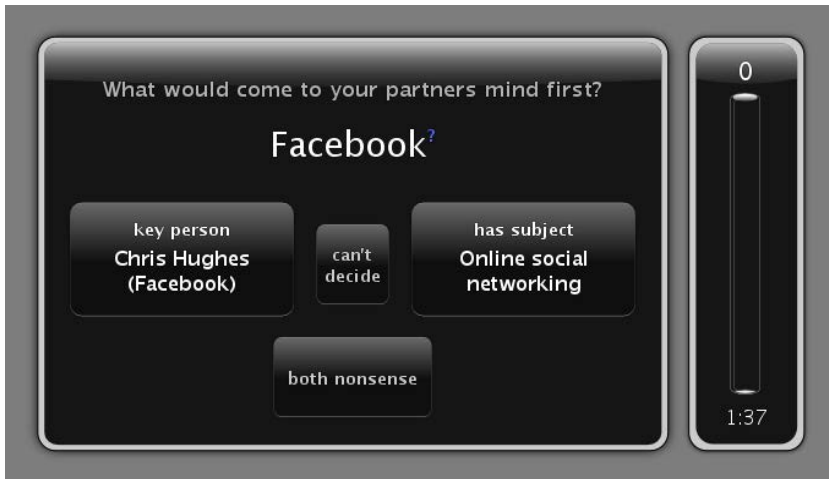 What would come to your partners mind first?
Facebook?
key person
Chris Hughes
(Facebook)
can't
decide
has subject
Online social
networking
both nonsense
0
1:37